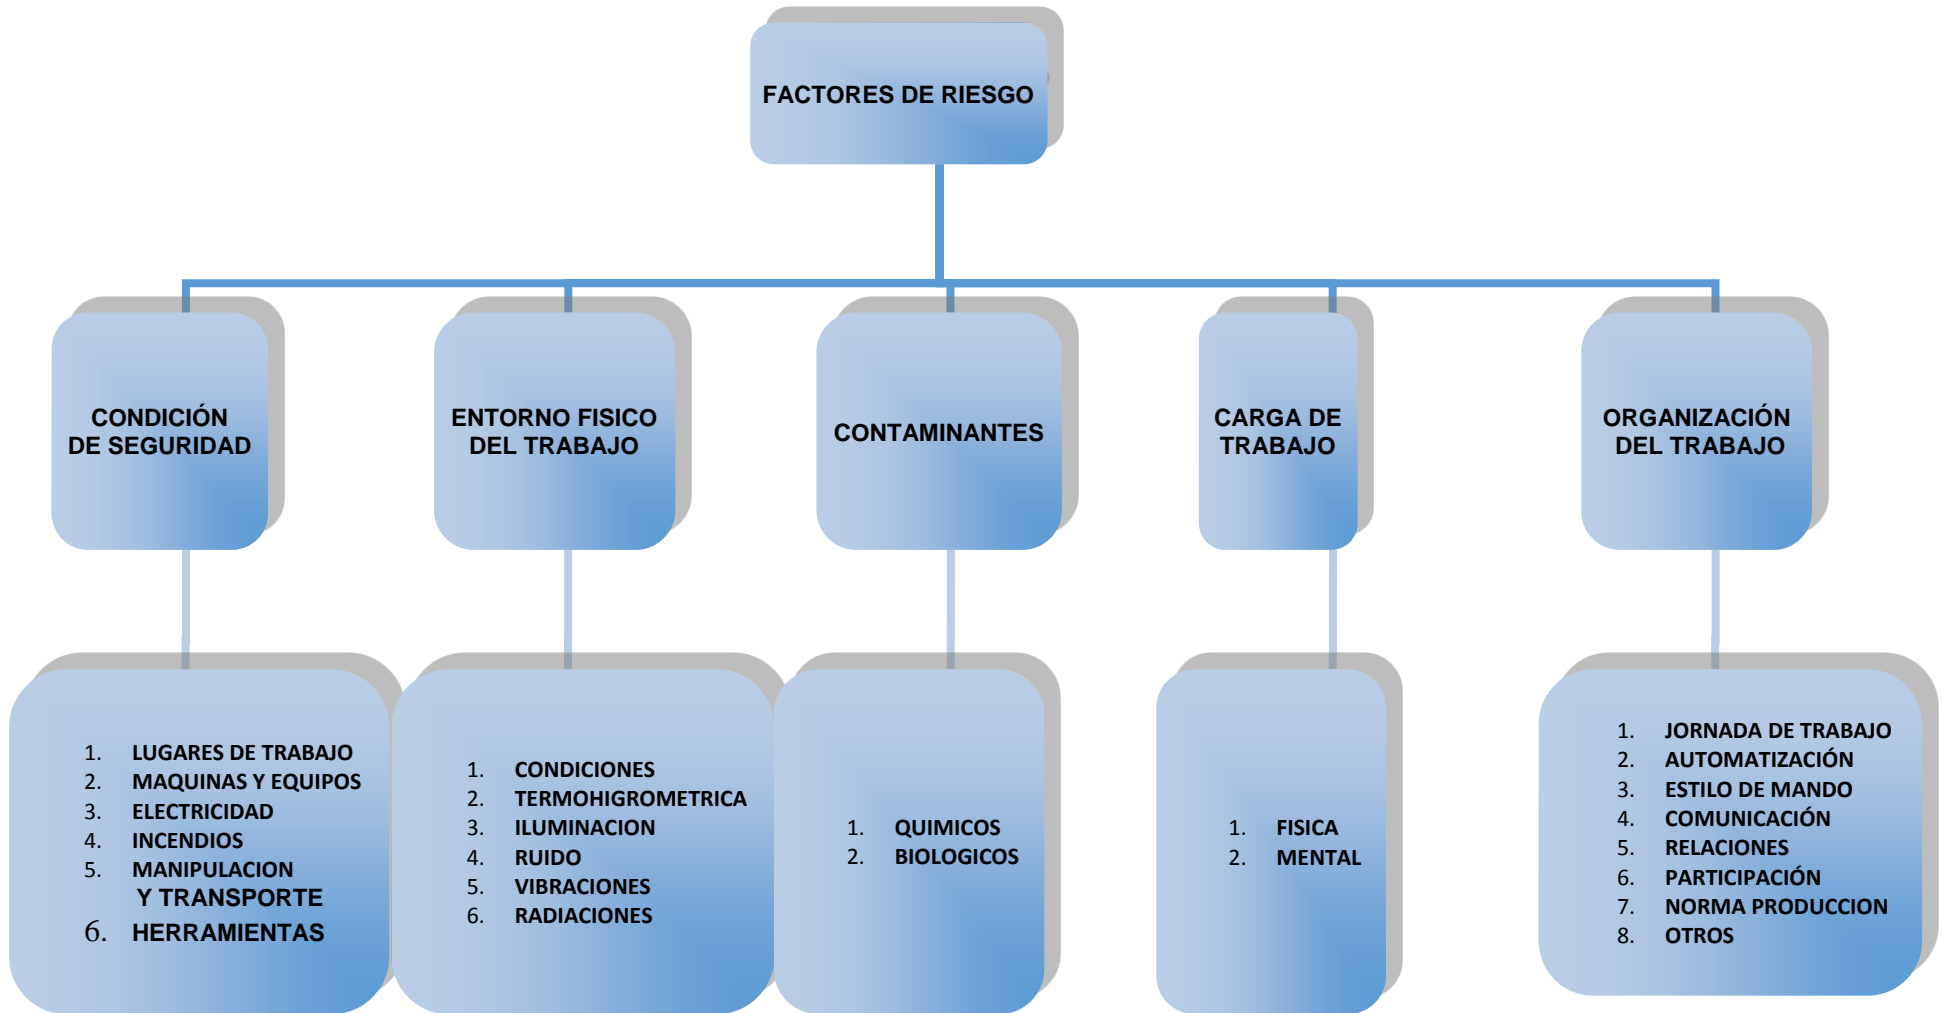 FACTORES DE RIESGO
CONDICIÓN
DE SEGURIDAD
ENTORNO FISICO
DEL TRABAJO
CONTAMINANTES
CARGA DE
TRABAJO
ORGANIZACIÓN
DEL TRABAJO
1. LUGARES DE TRABAJO
2. MAQUINAS Y EQUIPOS
3. ELECTRICIDAD
4. INCENDIOS
5. MANIPULACION
Y TRANSPORTE
6. HERRAMIENTAS
1. CONDICIONES
2. TERMOHIGROMETRICA
3. ILUMINACION
4. RUIDO
5. VIBRACIONES
6. RADIACIONES
1. QUIMICOS
2. BIOLOGICOS
1. FISICA
2. MENTAL
1. JORNADA DE TRABAJO
2. AUTOMATIZACIÓN
3. ESTILO DE MANDO
4. COMUNICACIÓN
5. RELACIONES
6. PARTICIPACIÓN
7. NORMA PRODUCCION
8. OTROS